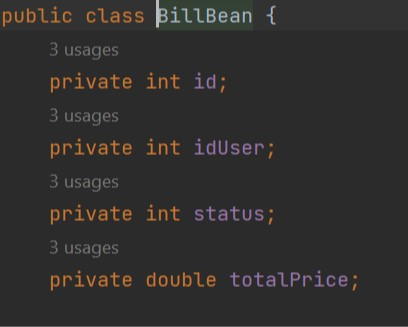 public class BillBean {
3 usages
private int id;
3 usages
private int idUser;
3 usages
private int status;
3 usages
private double totalPrice;